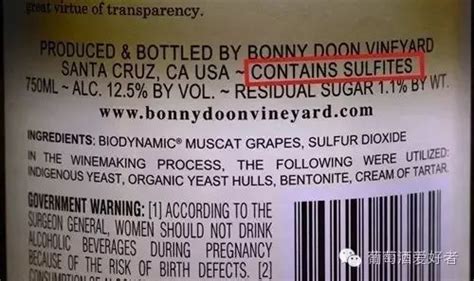 great virtue of transparency.
PRODUCED & BOTTLED BY BONNY DOON VINEYARD
SANTA CRUZ, CA USA ~ CONTAINS SULFITES
750ML ~ ALC. 12.5% BY VOL. ~ RESIDUAL SUGAR 1.1% BY WT.
www.bonnydoonvineyard.com
INGREDIENTS: BIODYNAMIC® MUSCAT GRAPES, SULFUR DIOXIDE
IN THE WINEMAKING PROCESS, THE FOLLOWING WERE UTILIZED:
INDIGENOUS YEAST, ORGANIC YEAST HULLS, BENTONITE, CREAM OF TARTAR.
GOVERNMENT WARNING: [1] ACCORDING TO THE
SURGEON GENERAL, WOMEN SHOULD NOT DRINK
ALCOHOLIC BEVERAGES DURING PREGNANCY
BECAUSE OF THE RISK OF BIRTH DEFECTS. [2]
CONSUMPTION OF ALCOHOLIC
葡萄酒爱好者